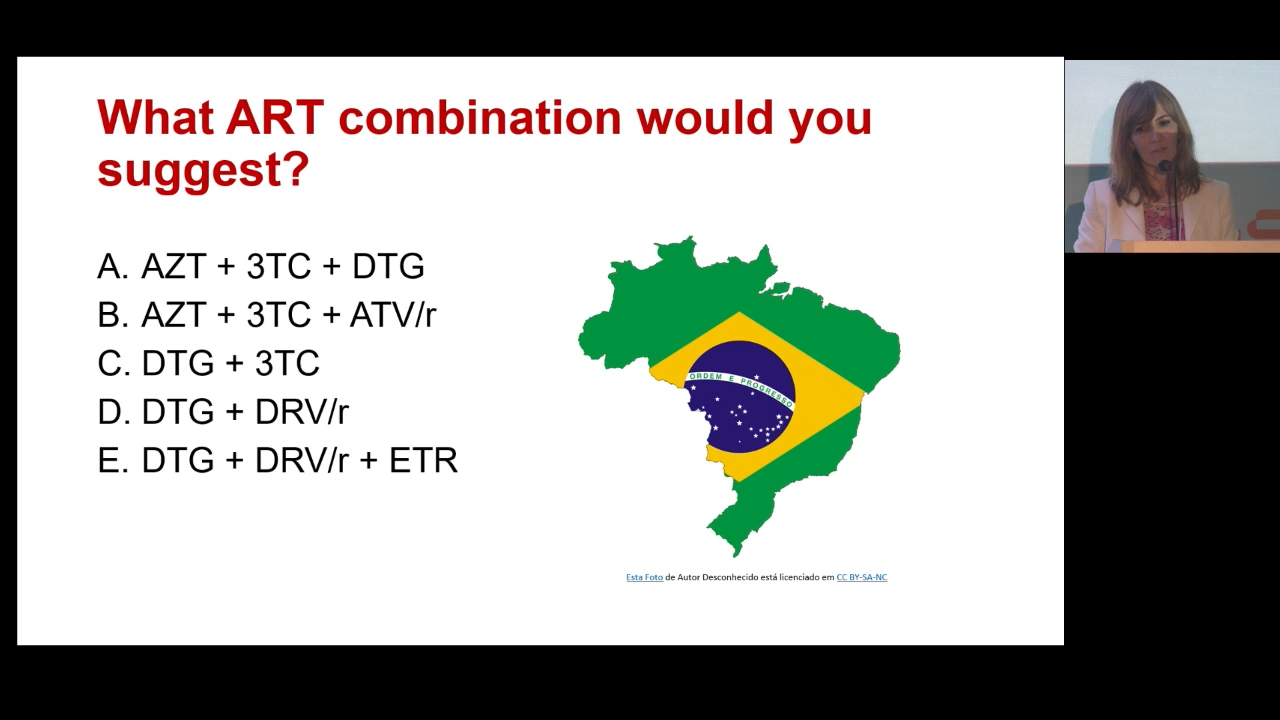 What ART combination would you
suggest?
A. AZT + 3TC + DTG
B. AZT + 3TC + ATV/r
C. DTG + 3TC
D. DTG + DRV/r
E. DTG + DRV/r + ETR
ORDEM E PROGRESSO
Esta Foto de Autor Desconhecido está licenciado em CC BY-SA-NC